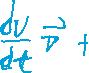 dv/dt v⃗ +